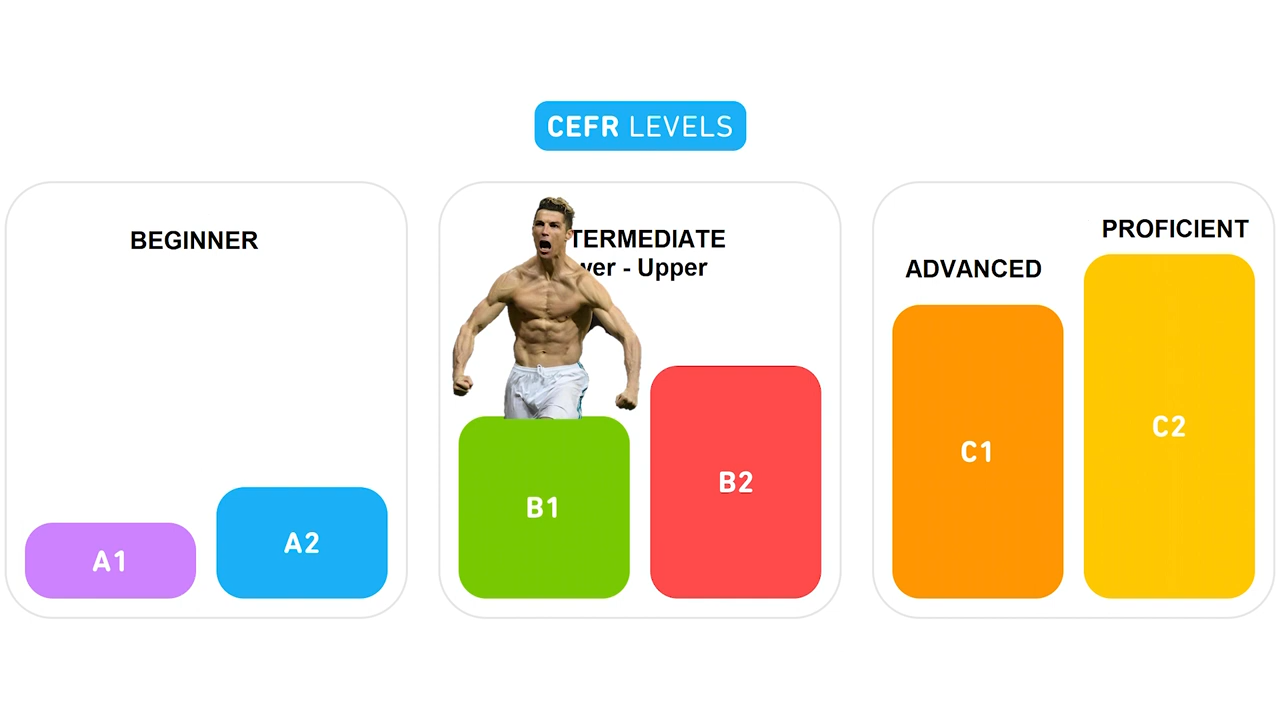 CEFR LEVELS
BEGINNER
A1
A2
TERMEDIATE
wer - Upper
B1
B2
ADVANCED
PROFICIENT
C1
C2